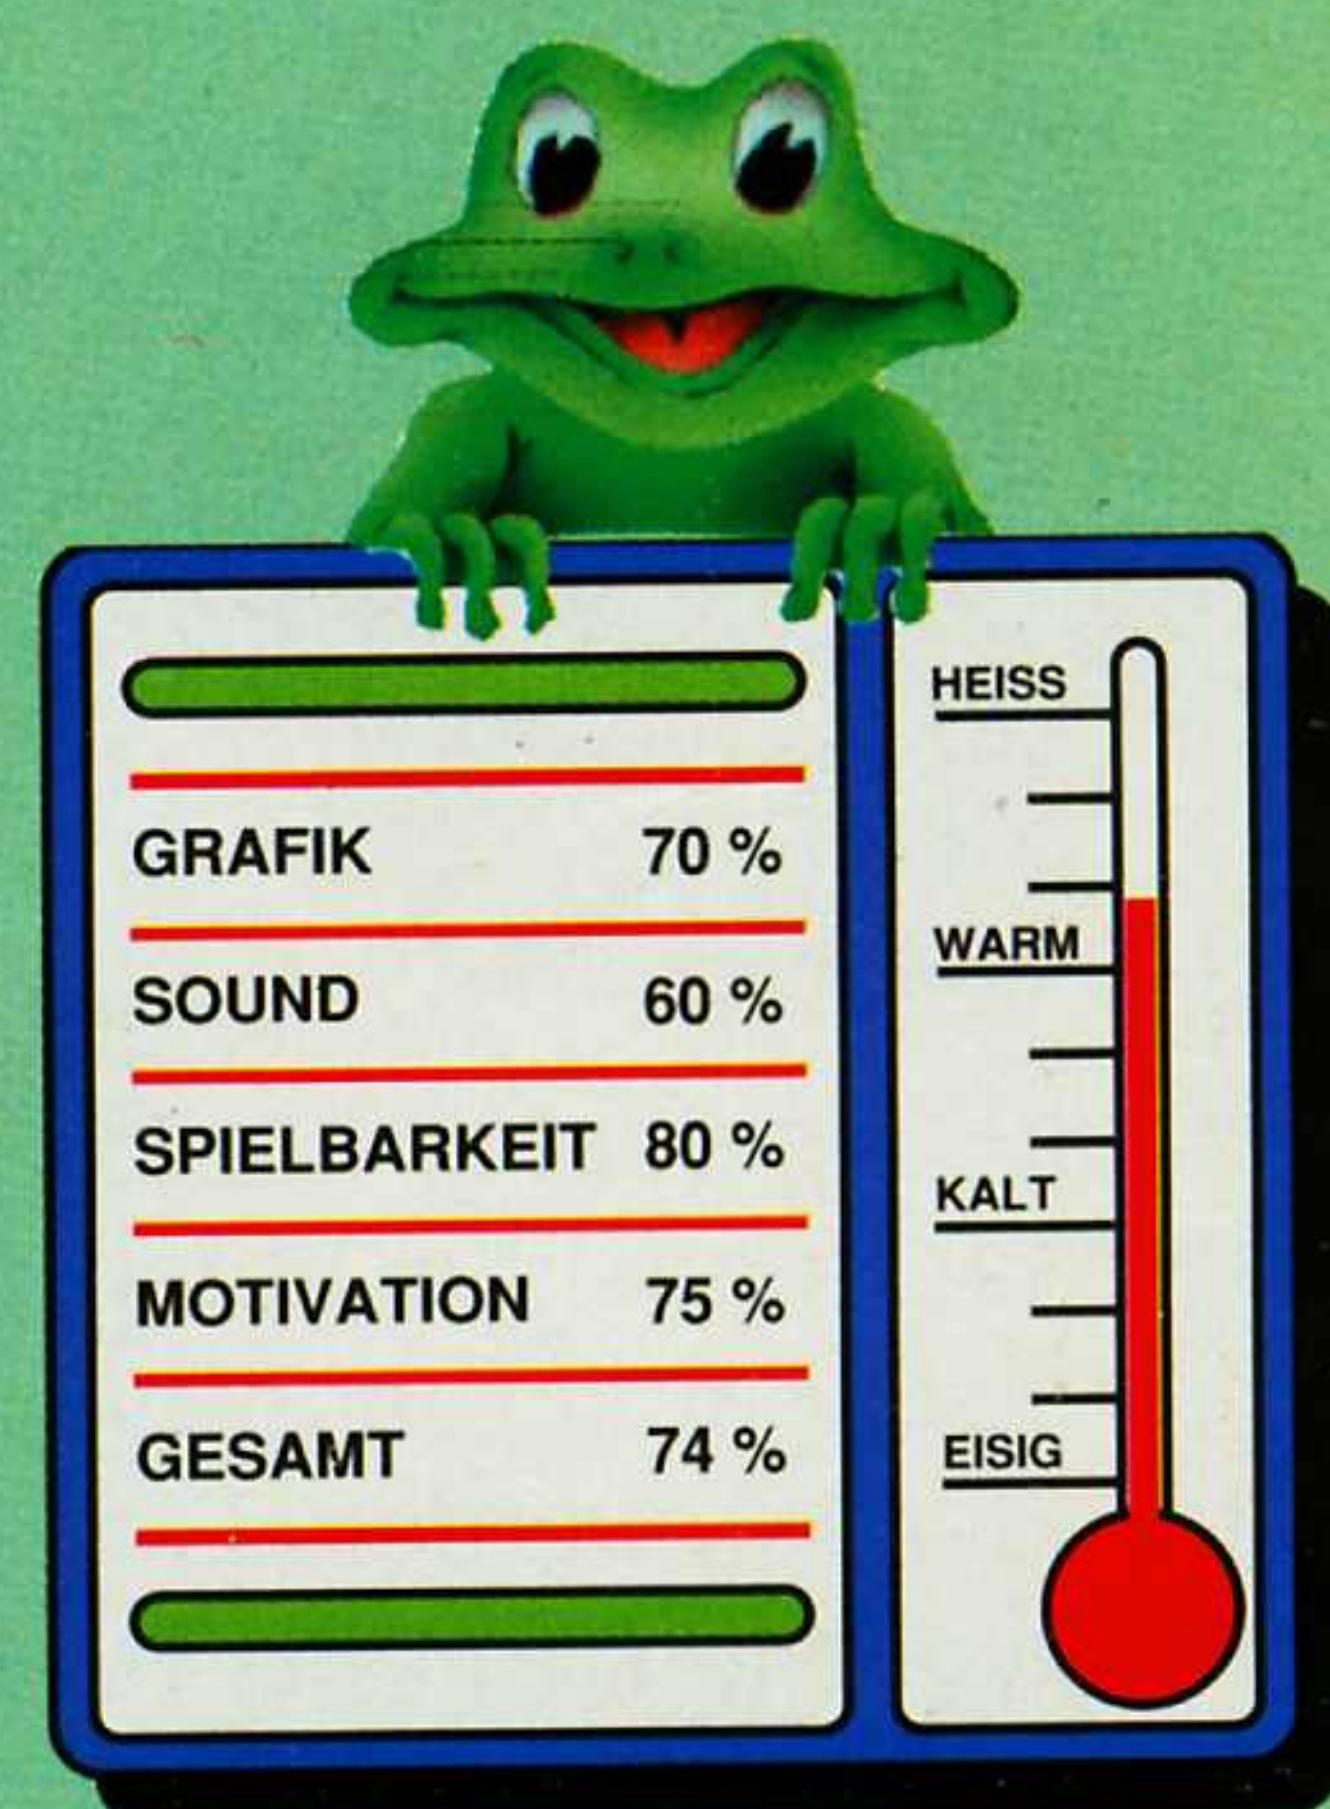 GRAFIK 70 %
SOUND 60 %
SPIELBARKEIT 80 %
MOTIVATION 75 %
GESAMT 74 %
HEISS
WARM
KALT
EISIG